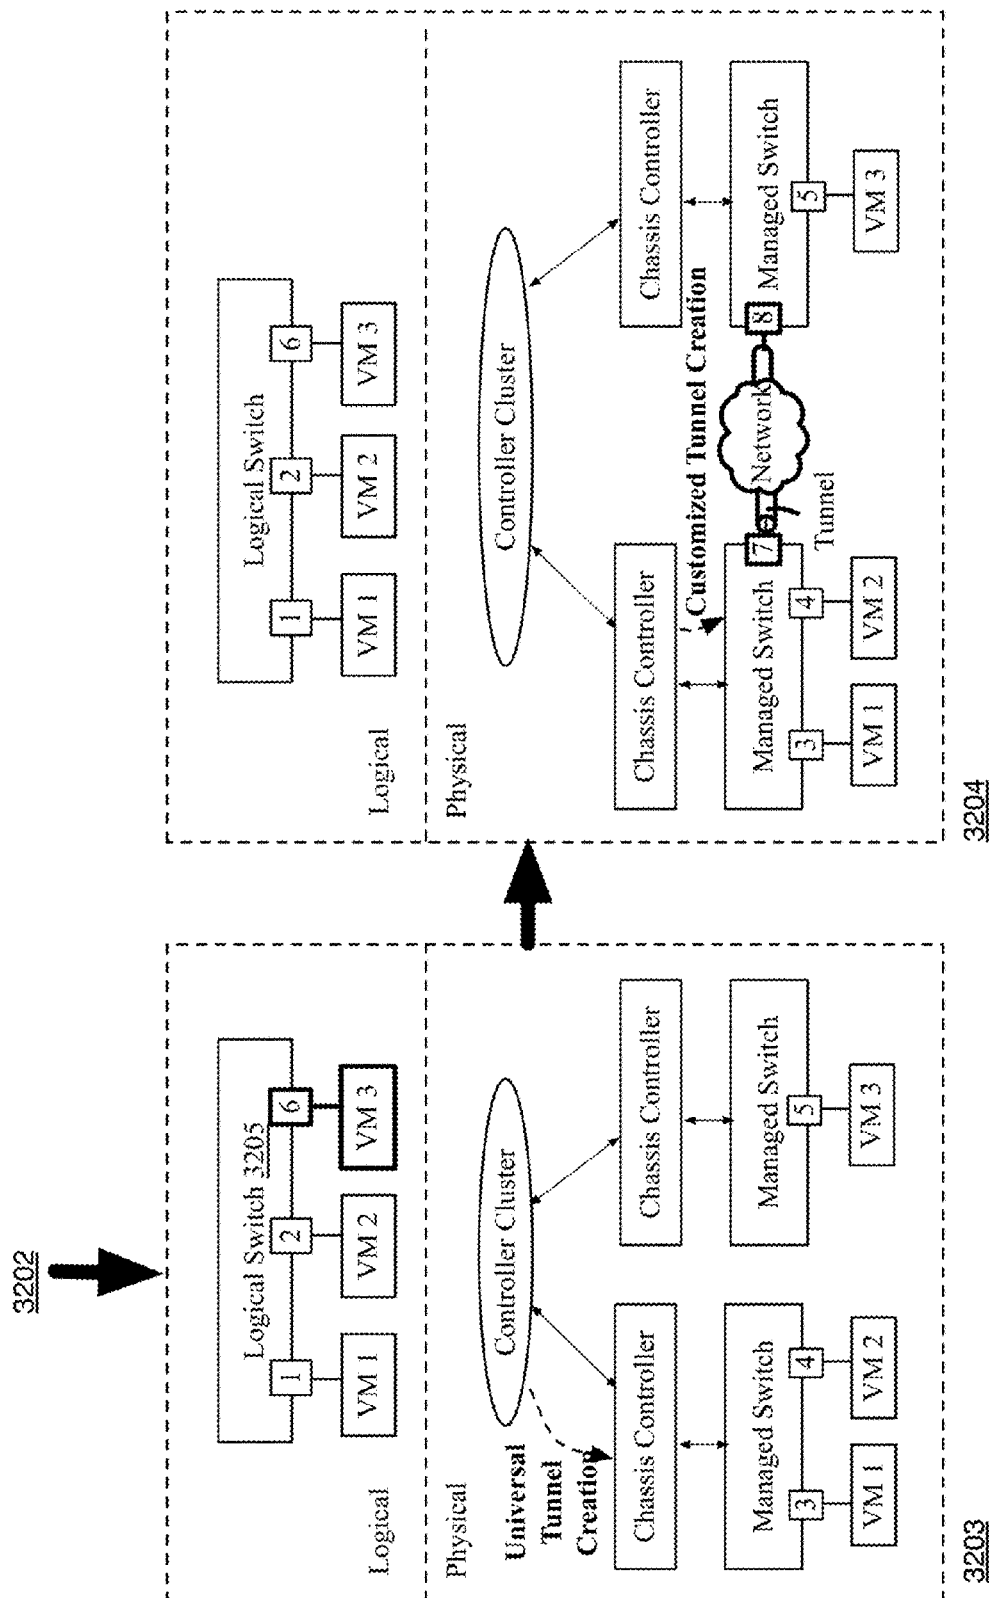 3202
Logical Switch 3205
1
2
6
VM 1
VM 2
VM 3
Logical
Physical
Controller Cluster
Universal
Tunnel
Creation
Chassis Controller
Chassis Controller
Managed Switch
Managed Switch
3
4
5
VM 1
VM 2
VM 3
3203
Logical Switch
1
2
6
VM 1
VM 2
VM 3
Logical
Physical
Controller Cluster
Chassis Controller
Chassis Controller
Customized Tunnel Creation
Managed Switch
7
Network
8
Managed Switch
3
4
Tunnel
5
VM 1
VM 2
VM 3
3204